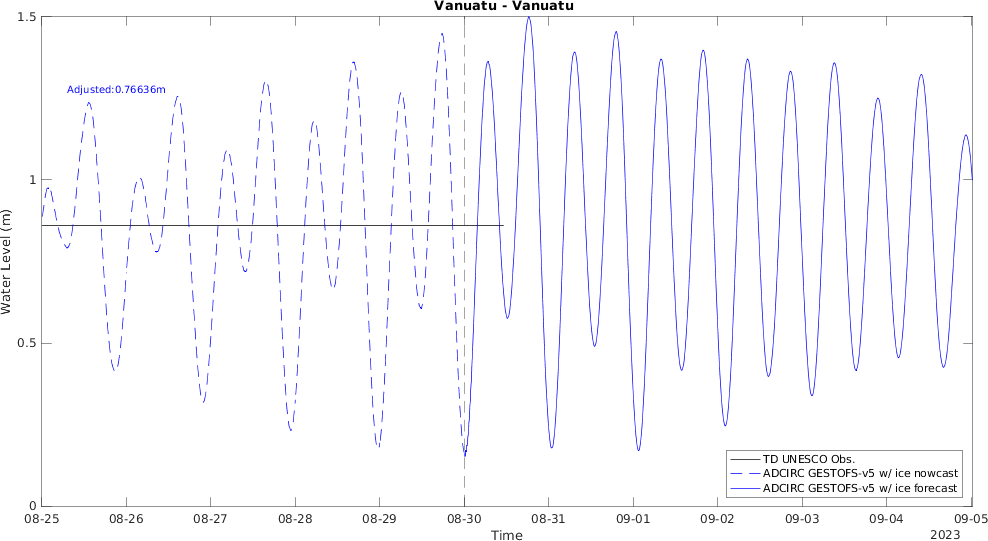 Vanuatu - Vanuatu
1.5
Adjusted:0.76636m
1
Water Level (m)
0.5
TD UNESCO Obs.
ADCIRC GESTOFS-v5 w/ ice nowcast
ADCIRC GESTOFS-v5 w/ ice forecast
0
08-25 08-26 08-27 08-28 08-29 08-30 08-31 09-01 09-02 09-03 09-04 09-05
Time
2023